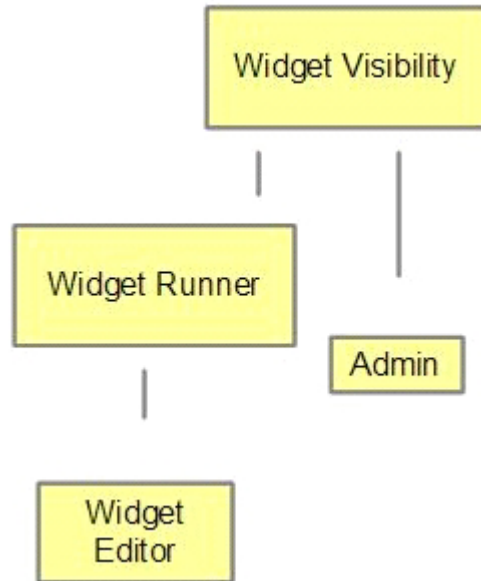 Widget Visibility
Widget Runner
Admin
Widget
Editor